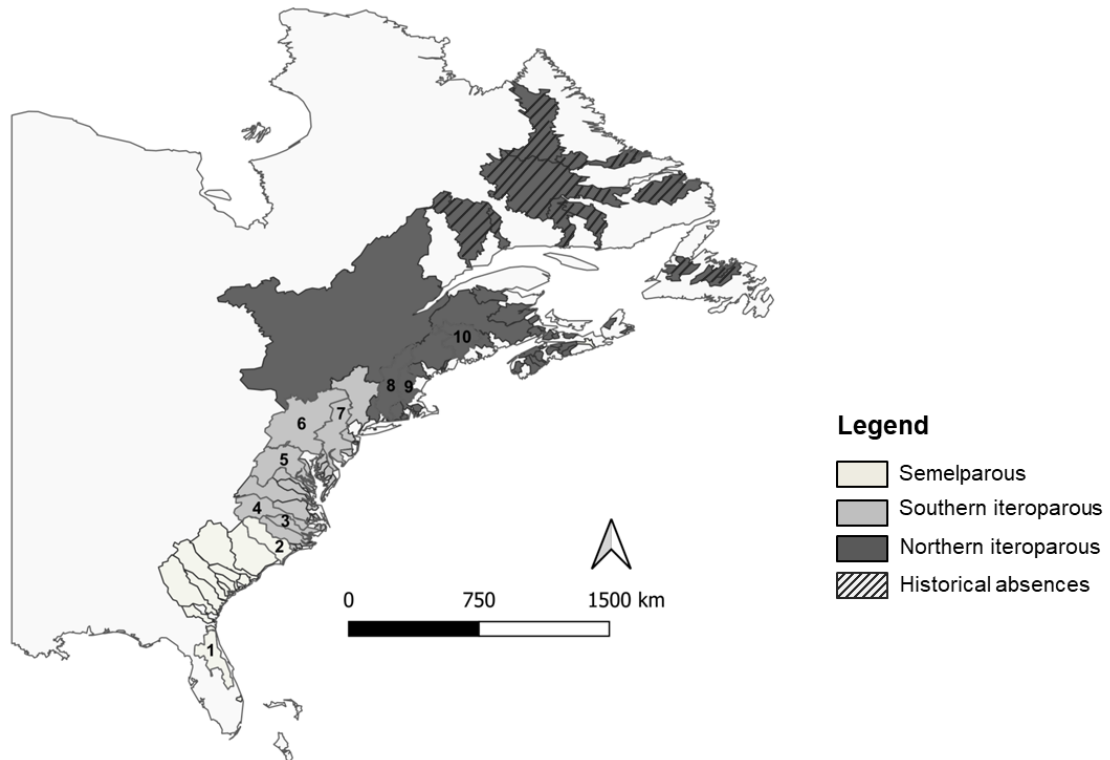 10
8 9
7
6
5
4
3
2
1
0 750 1500 km
Legend
Semelparous
Southern iteroparous
Northern iteroparous
Historical absences